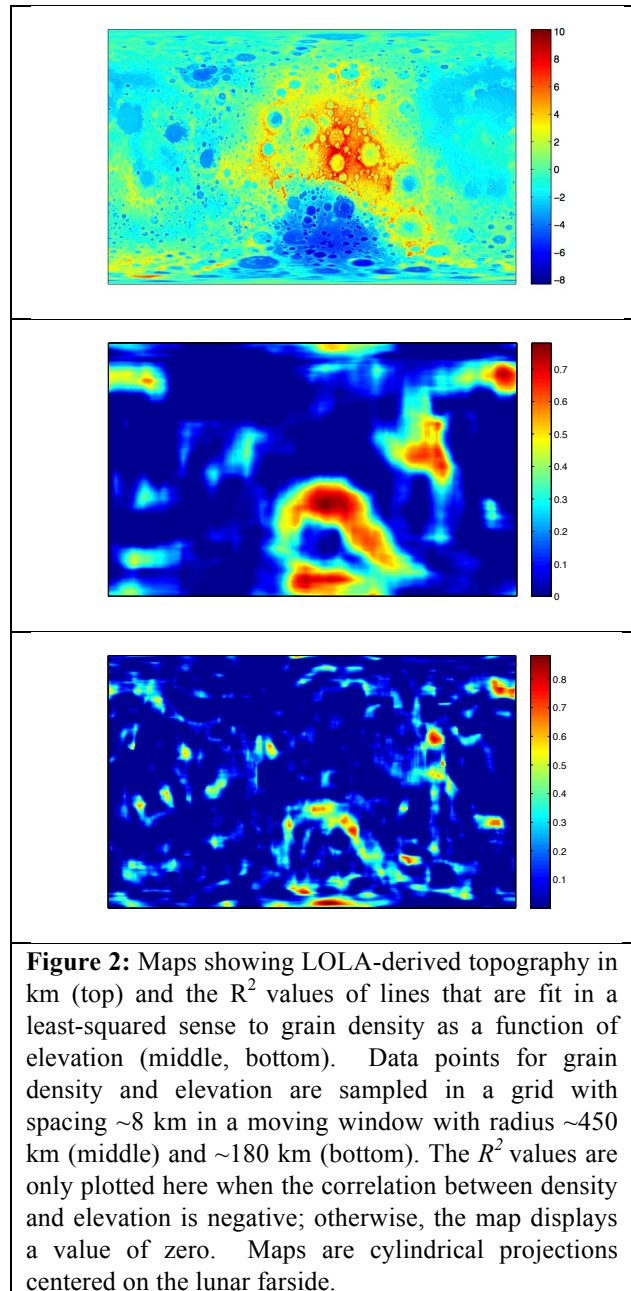 10
8
6
4
2
0
−2
−4
−6
−8
0.7
0.6
0.5
0.4
0.3
0.2
0.1
0
0.8
0.7
0.6
0.5
0.4
0.3
0.2
0.1
Figure 2: Maps showing LOLA-derived topography in
km (top) and the R² values of lines that are fit in a
least-squared sense to grain density as a function of
elevation (middle, bottom). Data points for grain
density and elevation are sampled in a grid with
spacing ~8 km in a moving window with radius ~450
km (middle) and ~180 km (bottom). The R² values are
only plotted here when the correlation between density
and elevation is negative; otherwise, the map displays
a value of zero. Maps are cylindrical projections
centered on the lunar farside.